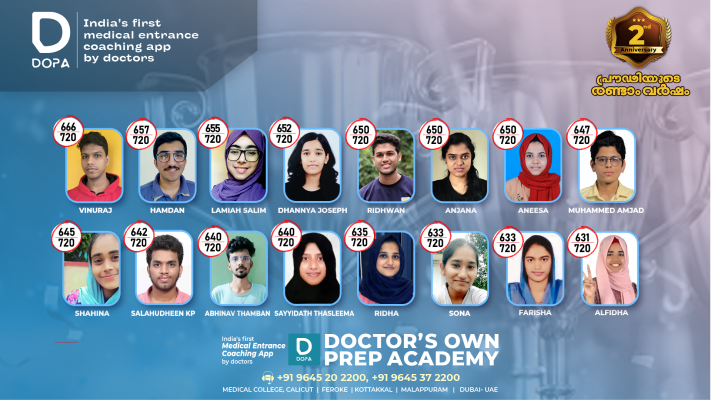 DOPA
India's first
medical entrance
coaching app
by doctors
2nd
Anniversary
പ്രൗഢിയുടെ
രണ്ടാം വർഷം
666
720
657
720
655
720
652
720
650
720
650
720
650
720
647
720
VINURAJ
HAMDAN
LAMIAH SALIM
DHANNYA JOSEPH
RIDHWAN
ANJANA
ANEESA
MUHAMMED AMJAD
645
720
642
720
640
720
640
720
635
720
633
720
633
720
631
720
SHAHINA
SALAHUDHEEN KP
ABHINAV THAMBAN
SAYYIDATH THASLEEMA
RIDHA
SONA
FARISHA
ALFIDHA
India's first
Medical Entrance
Coaching App
by doctors
DOPA
DOCTOR'S OWN
PREP ACADEMY
+91 9645 20 2200, +91 9645 37 2200
MEDICAL COLLEGE, CALICUT | FEROKE | KOTTAKKAL | MALAPPURAM | DUBAI- UAE